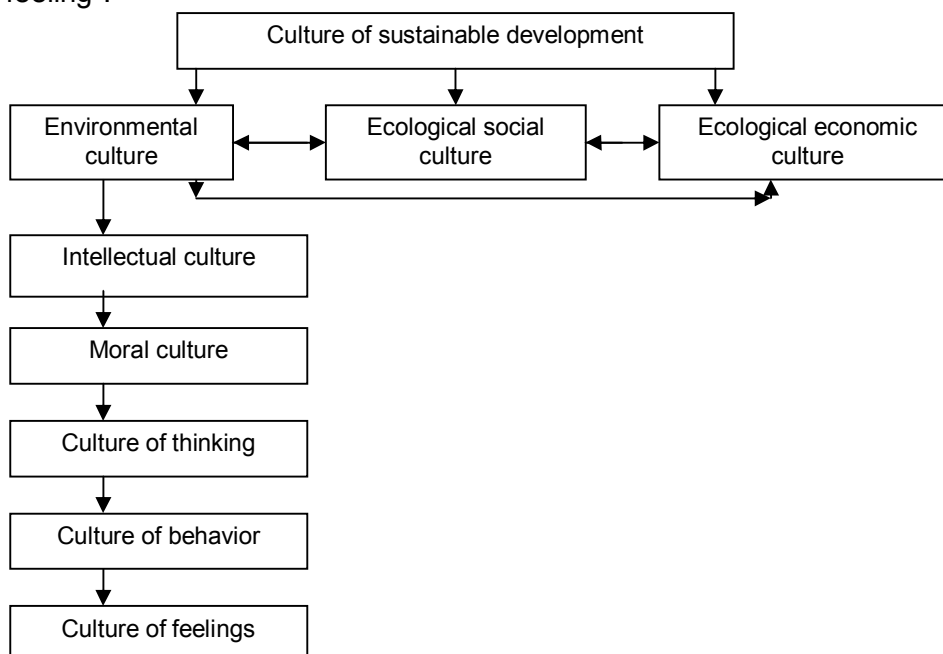 feeling".
Culture of sustainable development
Environmental
culture
Ecological social
culture
Ecological economic
culture
Intellectual culture
Moral culture
Culture of thinking
Culture of behavior
Culture of feelings